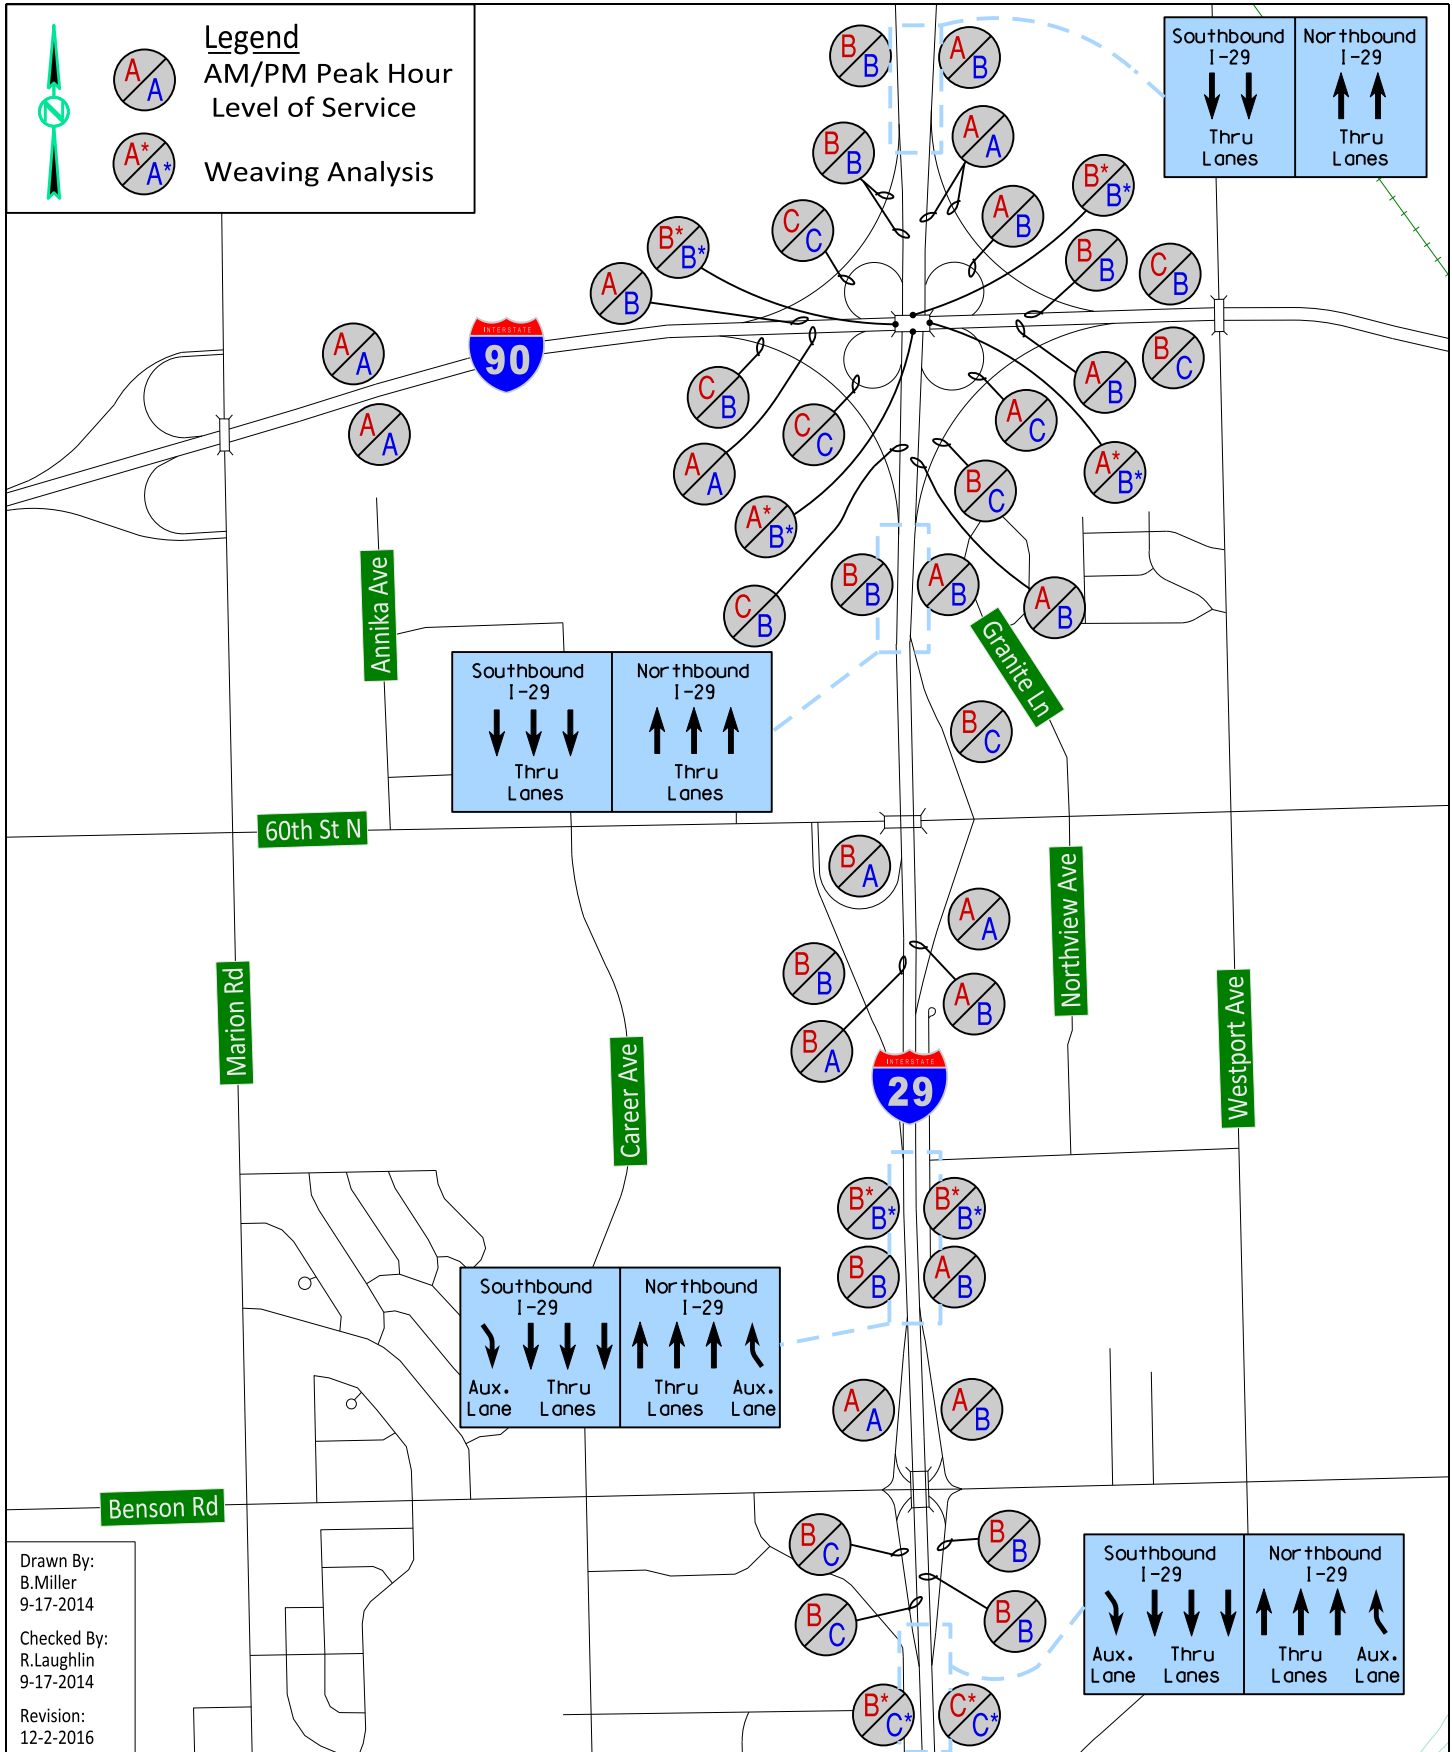 Legend
A/A AM/PM Peak Hour
Level of Service
A*/A* Weaving Analysis
N
B/B
A/B
Southbound
I-29
Thru
Lanes
Northbound
I-29
Thru
Lanes
B/B
A/A
B*/B*
C/C
A/B
B*/B*
B/B
C/B
A/B
A/A
INTERSTATE
90
A/A
C/B
C/C
A/B
B/C
A/C
A/A
B/C
A*/B*
A*/B*
C/B
B/B
A/B
A/B
Annika Ave
Granite Ln
Southbound
I-29
Thru
Lanes
Northbound
I-29
Thru
Lanes
B/C
60th St N
B/A
A/A
B/B
A/B
B/A
Marion Rd
Career Ave
Northview Ave
Westport Ave
INTERSTATE
29
B*/B*
B*/B*
B/B
A/B
Southbound
I-29
Aux.
Lane
Thru
Lanes
Northbound
I-29
Thru
Lanes
Aux.
Lane
A/A
A/B
Benson Rd
B/C
B/B
B/C
B/B
Southbound
I-29
Aux.
Lane
Thru
Lanes
Northbound
I-29
Thru
Lanes
Aux.
Lane
B*/C*
C*/C*
Drawn By:
B.Miller
9-17-2014
Checked By:
R.Laughlin
9-17-2014
Revision:
12-2-2016